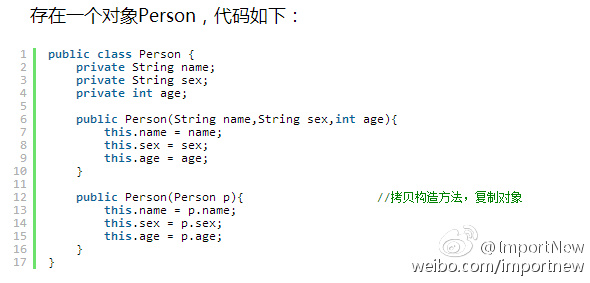 存在一个对象Person，代码如下：
1 public class Person {
2 private String name;
3 private String sex;
4 private int age;
5
6 public Person(String name,String sex,int age){
7 this.name = name;
8 this.sex = sex;
9 this.age = age;
10 }
11
12 public Person(Person p){ //拷贝构造方法，复制对象
13 this.name = p.name;
14 this.sex = p.sex;
15 this.age = p.age;
16 }
17 }
@ImportNew
weibo.com/importnew